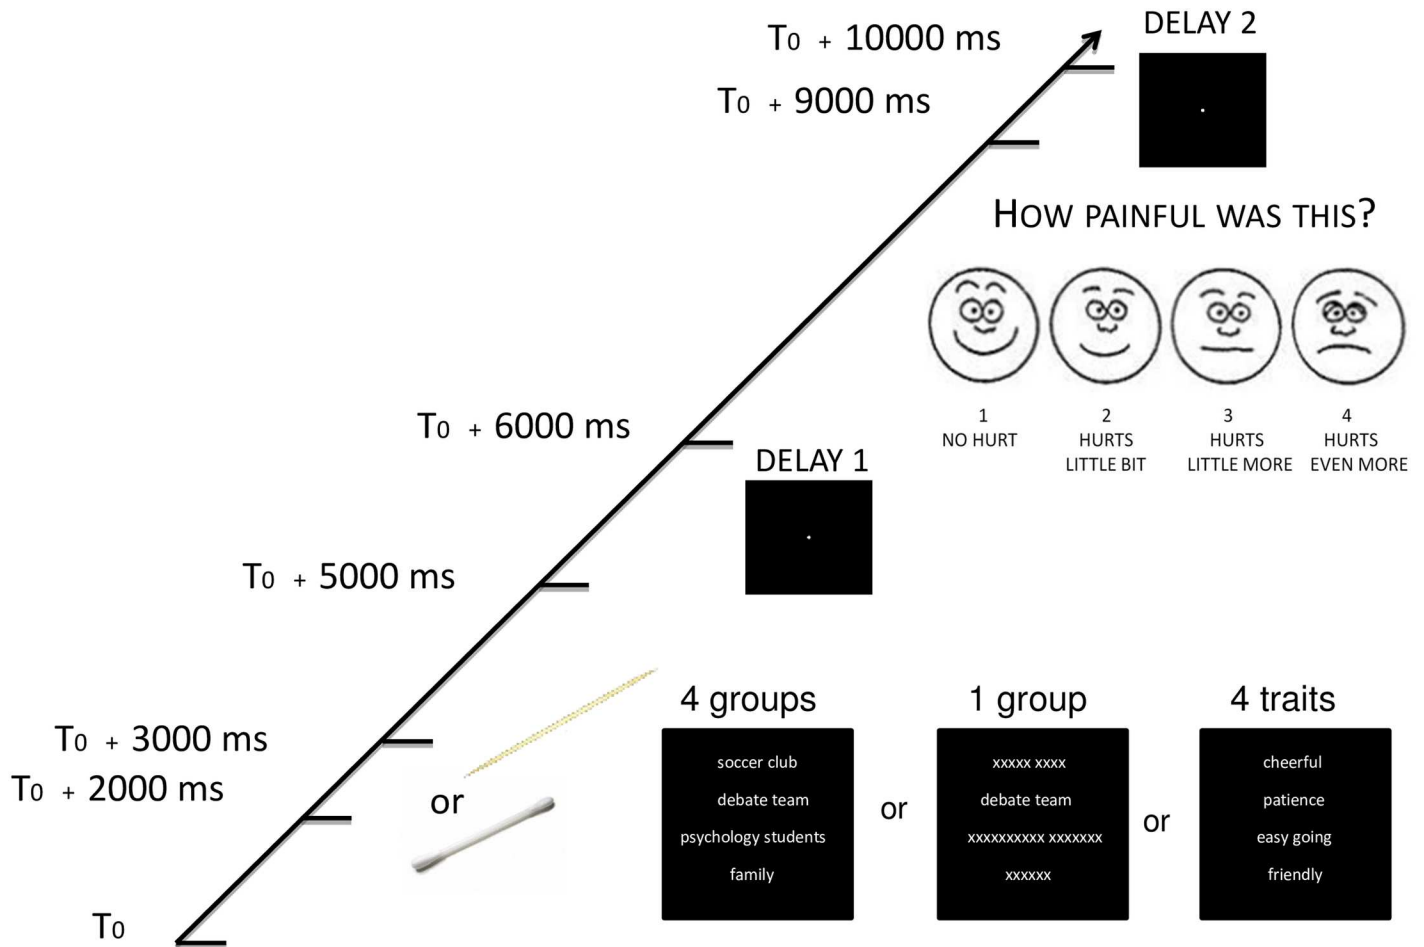 DELAY 2
T0 + 10000 ms
T0 + 9000 ms
HOW PAINFUL WAS THIS?
1
NO HURT
2
HURTS
LITTLE BIT
3
HURTS
LITTLE MORE
4
HURTS
EVEN MORE
T0 + 6000 ms
DELAY 1
T0 + 5000 ms
T0 + 3000 ms
T0 + 2000 ms
T0
or
4 groups
soccer club
debate team
psychology students
family
or
1 group
xxxxx xxxx
debate team
xxxxxxxxxx xxxxxxx
xxxxxx
or
4 traits
cheerful
patience
easy going
friendly